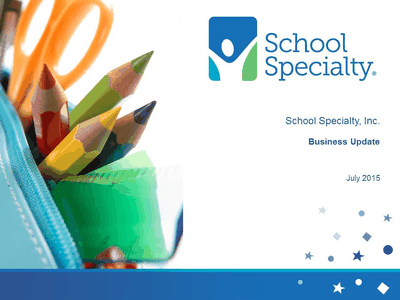 School
Specialty®
School Specialty, Inc.
Business Update
July 2015